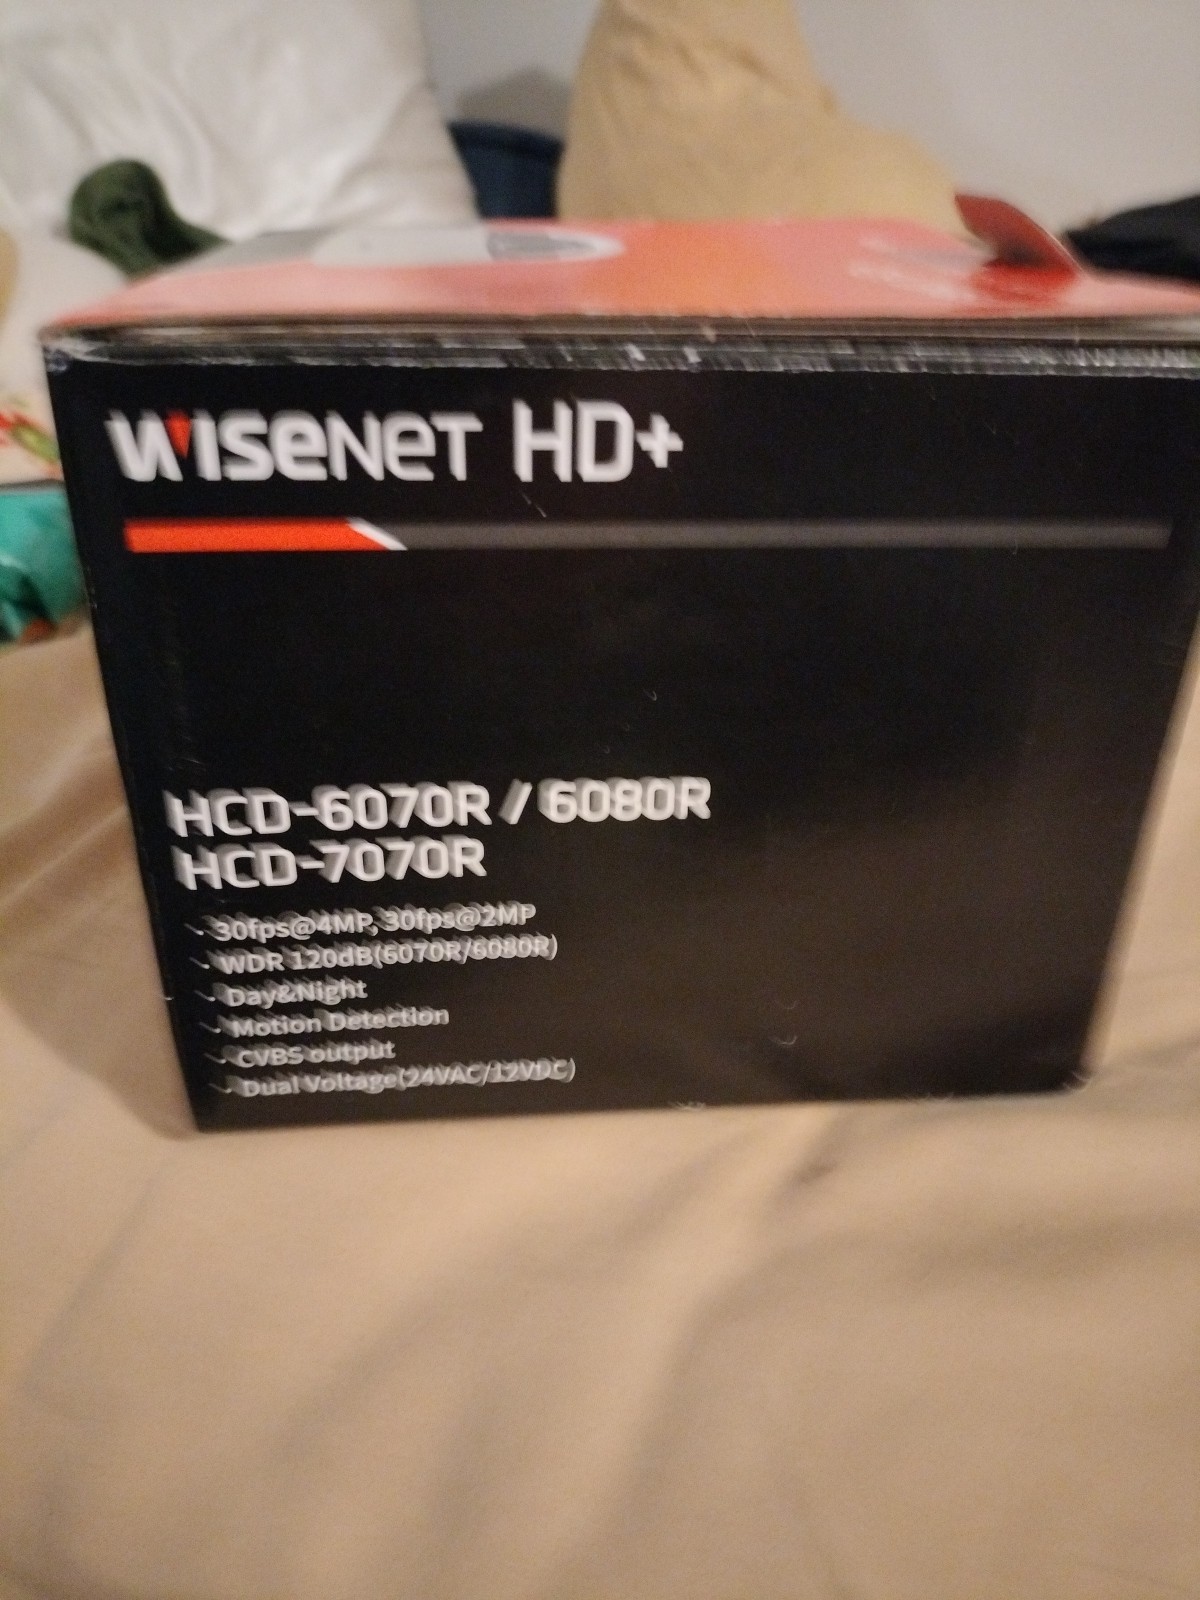 WISENET HD+
HCD-6070R / 6080R
HCD-7070R
- 30fps@4MP, 30fps@2MP
- WDR 120dB(6070R/6080R)
- Day&Night
- Motion Detection
- CVBS output
- Dual Voltage(24VAC/12VDC)